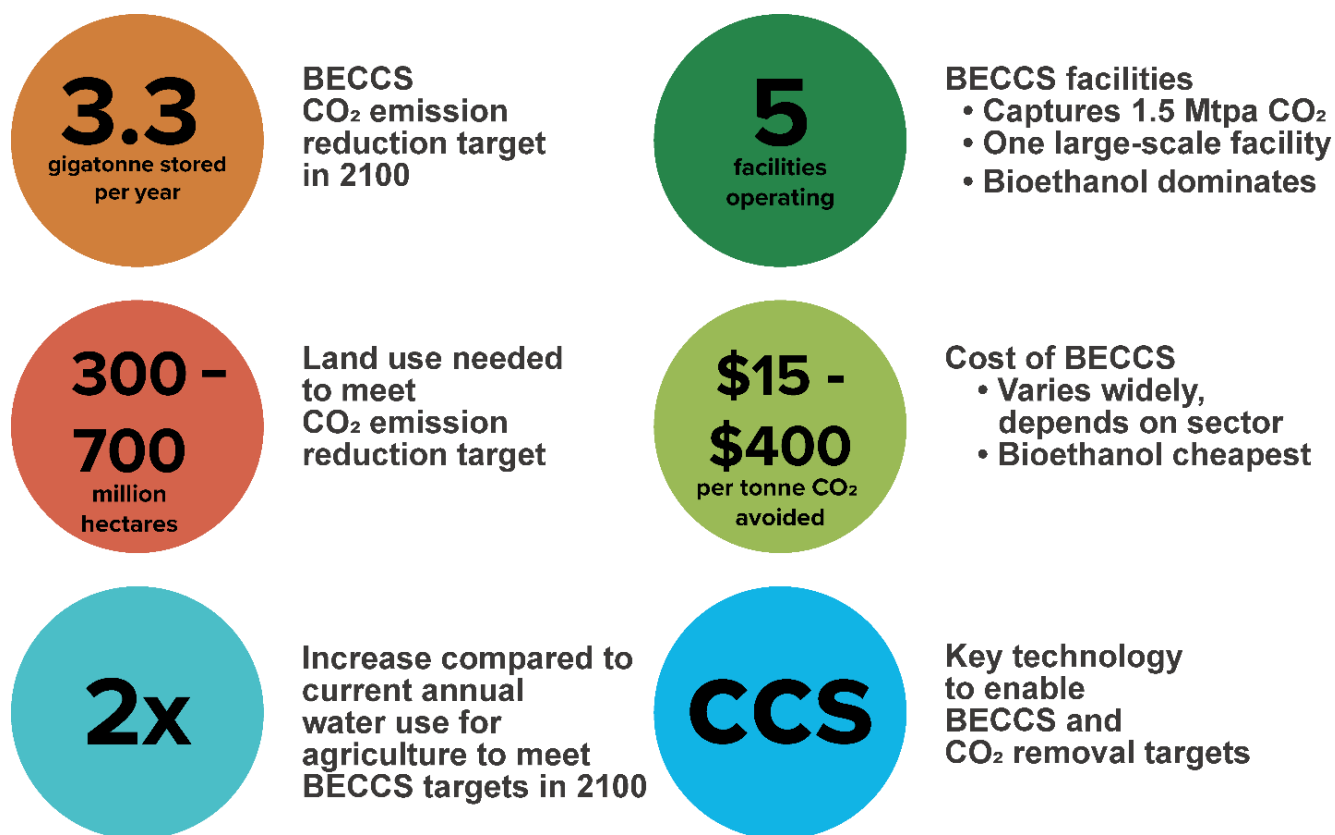 3.3
gigatonne stored
per year
BECCS
CO₂ emission
reduction target
in 2100
5
facilities
operating
BECCS facilities
• Captures 1.5 Mtpa CO₂
• One large-scale facility
• Bioethanol dominates
300 –
700
million
hectares
Land use needed
to meet
CO₂ emission
reduction target
$15 -
$400
per tonne CO₂
avoided
Cost of BECCS
• Varies widely,
depends on sector
• Bioethanol cheapest
2x
Increase compared to
current annual
water use for
agriculture to meet
BECCS targets in 2100
CCS
Key technology
to enable
BECCS and
CO₂ removal targets